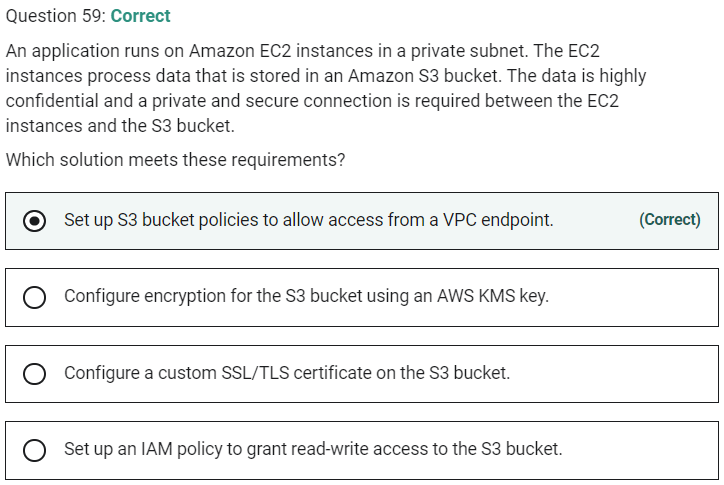 Question 59: Correct
An application runs on Amazon EC2 instances in a private subnet. The EC2
instances process data that is stored in an Amazon S3 bucket. The data is highly
confidential and a private and secure connection is required between the EC2
instances and the S3 bucket.
Which solution meets these requirements?
Set up S3 bucket policies to allow access from a VPC endpoint. (Correct)
Configure encryption for the S3 bucket using an AWS KMS key.
Configure a custom SSL/TLS certificate on the S3 bucket.
Set up an IAM policy to grant read-write access to the S3 bucket.